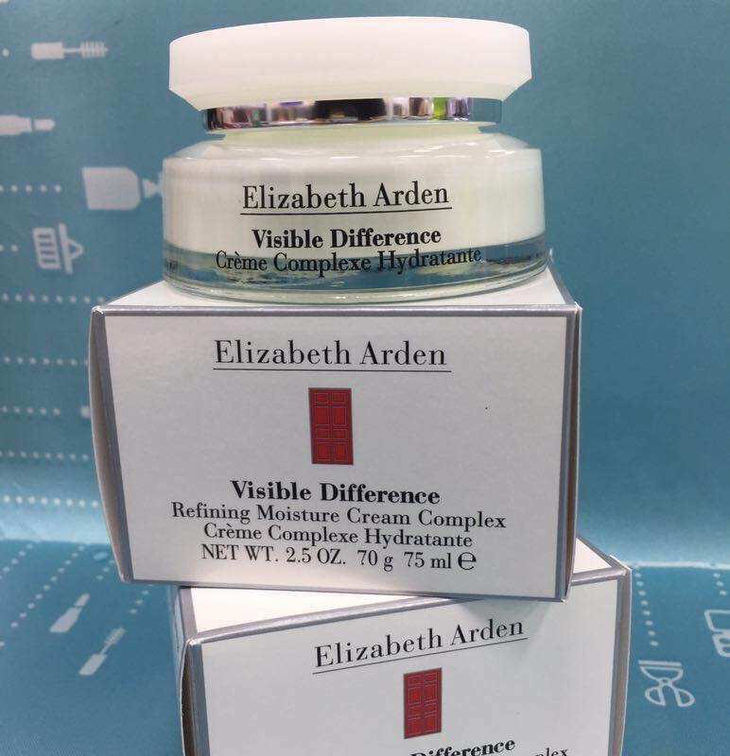 Elizabeth Arden
Visible Difference
Crème Complexe Hydratante
Elizabeth Arden
Visible Difference
Refining Moisture Cream Complex
Crème Complexe Hydratante
NET WT. 2.5 OZ. 70 g 75 ml ℮
Elizabeth Arden
Difference